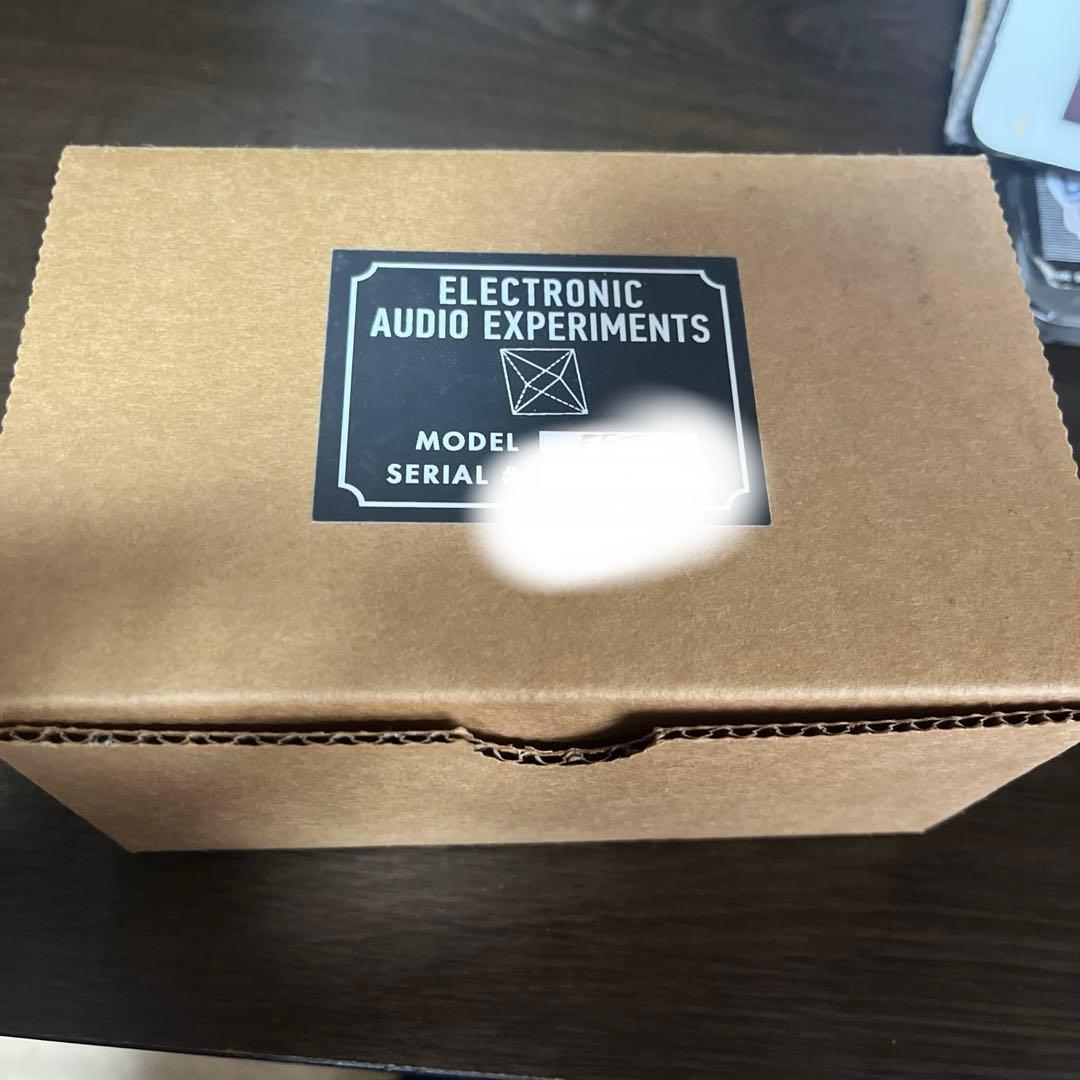 ELECTRONIC
AUDIO EXPERIMENTS
MODEL
SERIAL #